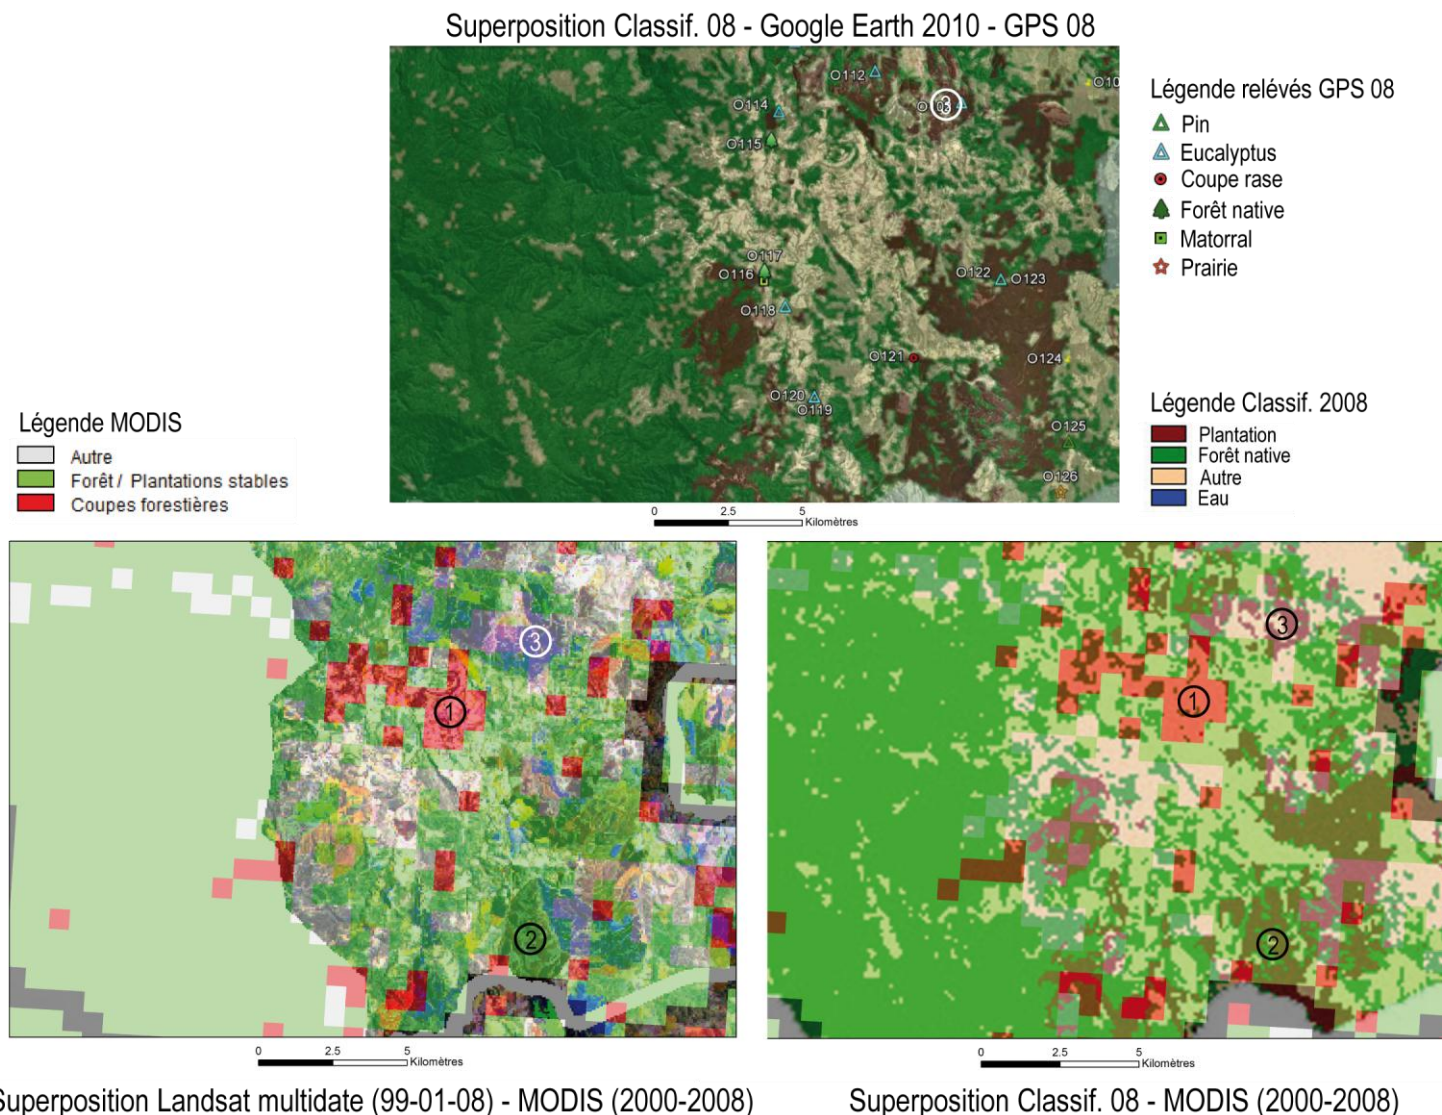 Superposition Classif. 08 - Google Earth 2010 - GPS 08
O112
O114
3
O10
O115
O117
O116
O118
O122
O123
O121
O124
O120
O119
O125
O126
Légende relévés GPS 08
Pin
Eucalyptus
Coupe rase
Forêt native
Matorral
Prairie
Légende Classif. 2008
Plantation
Forêt native
Autre
Eau
0 2.5 5
Kilomètres
Légende MODIS
Autre
Forêt / Plantations stables
Coupes forestières
3
1
2
0 2.5 5
Kilomètres
3
1
2
0 2.5 5
Kilomètres
Superposition Landsat multidate (99-01-08) - MODIS (2000-2008)
Superposition Classif. 08 - MODIS (2000-2008)